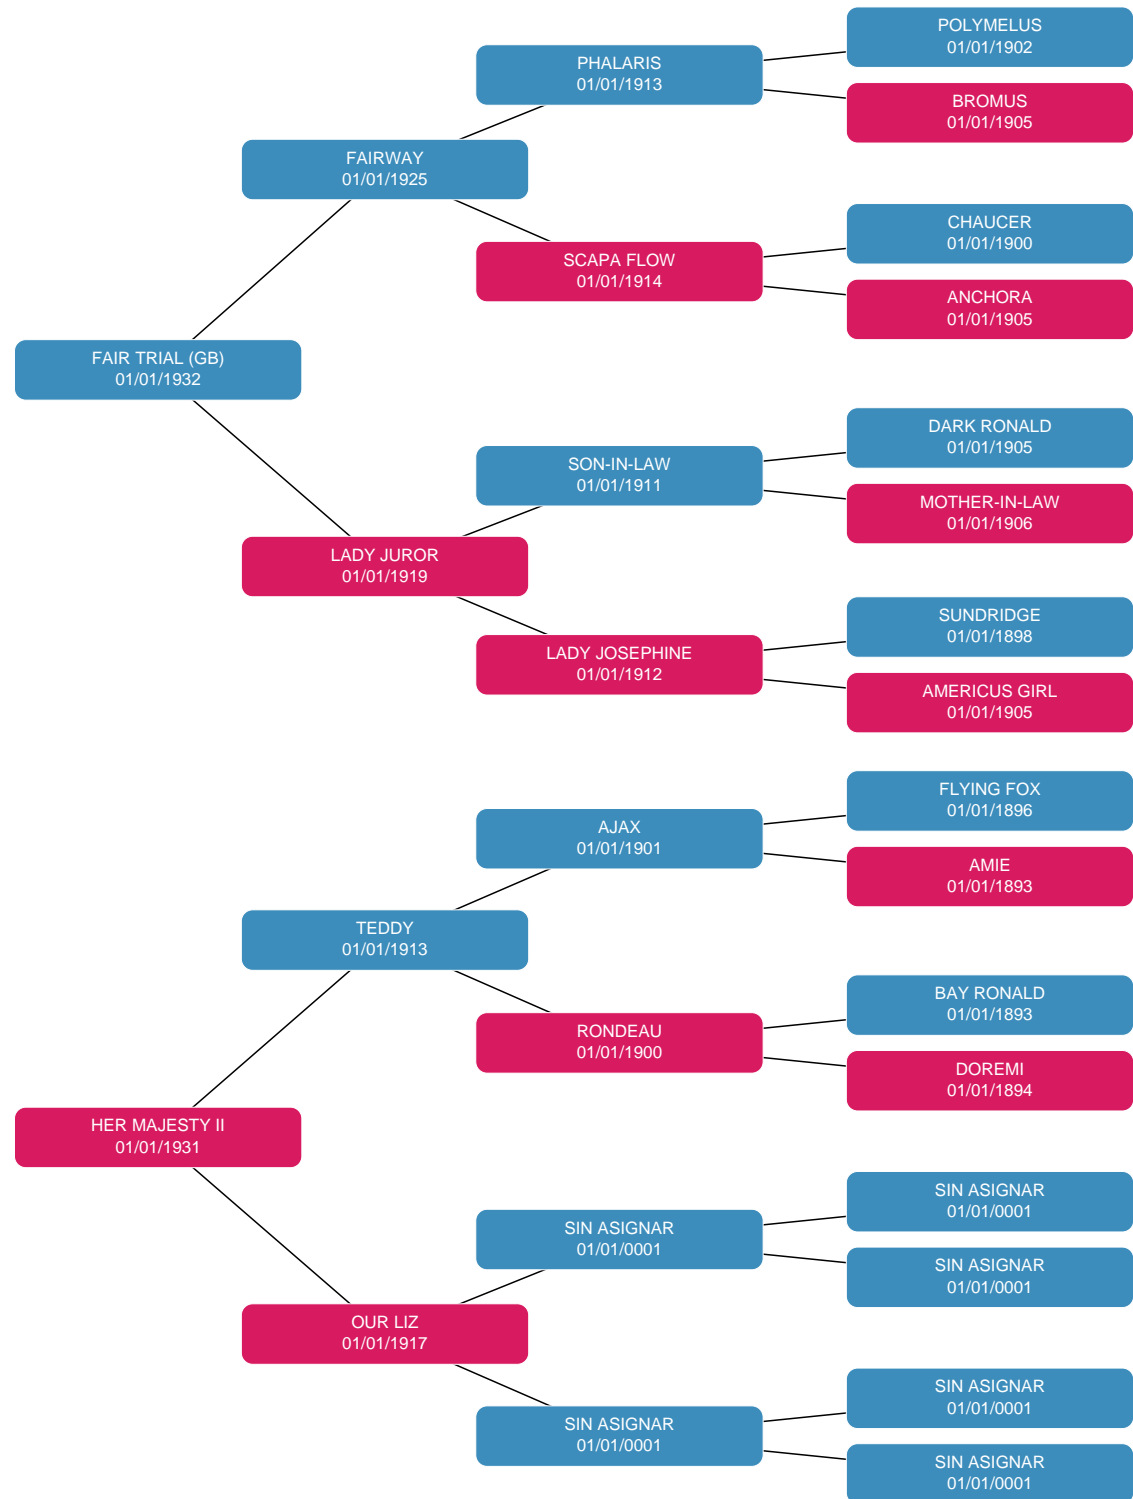 POLYMELUS
01/01/1902
PHALARIS
01/01/1913
BROMUS
01/01/1905
FAIRWAY
01/01/1925
CHAUCER
01/01/1900
SCAPA FLOW
01/01/1914
ANCHORA
01/01/1905
FAIR TRIAL (GB)
01/01/1932
DARK RONALD
01/01/1905
SON-IN-LAW
01/01/1911
MOTHER-IN-LAW
01/01/1906
LADY JUROR
01/01/1919
SUNDRIDGE
01/01/1898
LADY JOSEPHINE
01/01/1912
AMERICUS GIRL
01/01/1905
FLYING FOX
01/01/1896
AJAX
01/01/1901
AMIE
01/01/1893
TEDDY
01/01/1913
BAY RONALD
01/01/1893
RONDEAU
01/01/1900
DOREMI
01/01/1894
HER MAJESTY II
01/01/1931
SIN ASIGNAR
01/01/0001
SIN ASIGNAR
01/01/0001
SIN ASIGNAR
01/01/0001
OUR LIZ
01/01/1917
SIN ASIGNAR
01/01/0001
SIN ASIGNAR
01/01/0001
SIN ASIGNAR
01/01/0001